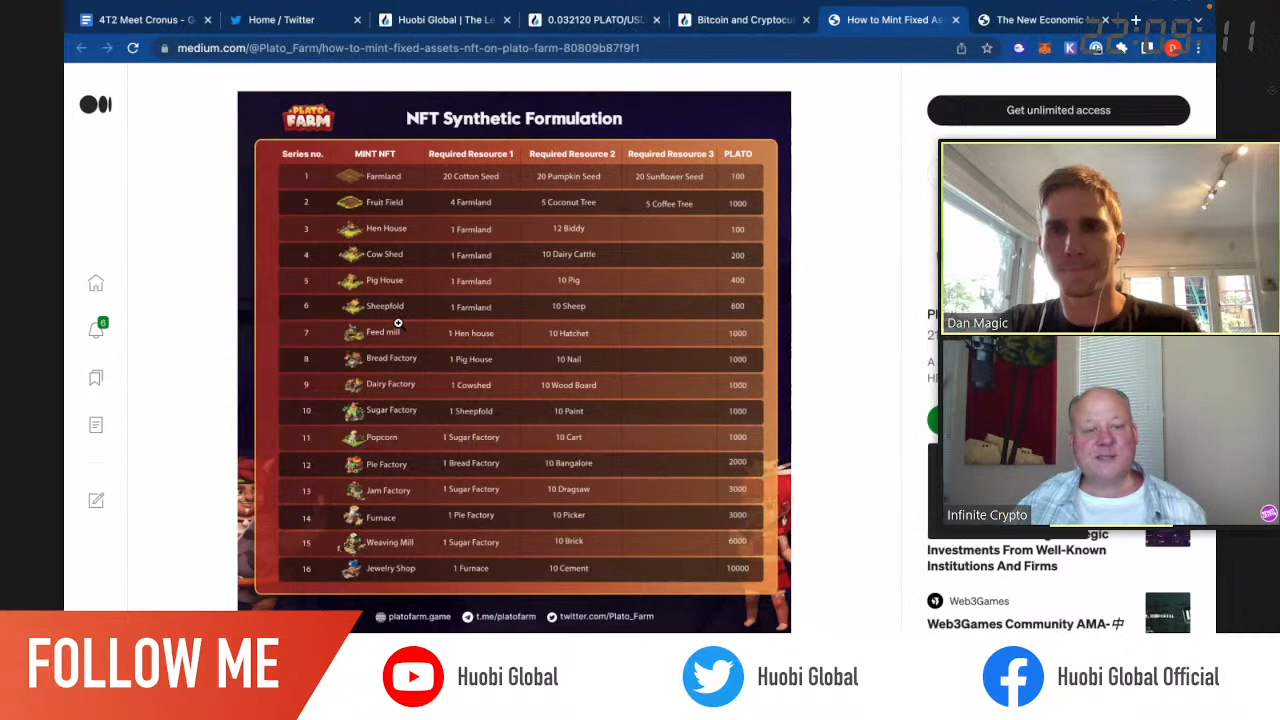 4T2 Meet Cronus - G
Home / Twitter
Huobi Global | The Le
0.032120 PLATO/USD
Bitcoin and Cryptocur
How to Mint Fixed Ass
The New Economic
22:09:11
medium.com/@Plato_Farm/how-to-mint-fixed-assets-nft-on-plato-farm-80809b87f9f1
PLATO FARM
NFT Synthetic Formulation
Series no. MINT NFT Required Resource 1 Required Resource 2 Required Resource 3 PLATO
1 Farmland 20 Cotton Seed 20 Pumpkin Seed 20 Sunflower Seed 100
2 Fruit Field 4 Farmland 5 Coconut Tree 5 Coffee Tree 1000
3 Hen House 1 Farmland 12 Biddy 100
4 Cow Shed 1 Farmland 10 Dairy Cattle 200
5 Pig House 1 Farmland 10 Pig 400
6 Sheepfold 1 Farmland 10 Sheep 800
7 Feed mill 1 Hen house 10 Hatchet 1000
8 Bread Factory 1 Pig House 10 Nail 1000
9 Dairy Factory 1 Cowshed 10 Wood Board 1000
10 Sugar Factory 1 Sheepfold 10 Paint 1000
11 Popcorn 1 Sugar Factory 10 Cart 1000
12 Pie Factory 1 Bread Factory 10 Bangalore 2000
13 Jam Factory 1 Sugar Factory 10 Dragsaw 3000
14 Furnace 1 Pie Factory 10 Picker 3000
15 Weaving Mill 1 Sugar Factory 10 Brick 6000
16 Jewelry Shop 1 Furnace 10 Cement 10000
platofarm.game t.me/platofarm twitter.com/Plato_Farm
6
Get unlimited access
Dan Magic
Infinite Crypto
Investments From Well-Known
Institutions And Firms
Web3Games
Web3Games Community AMA-中
FOLLOW ME
Huobi Global
Huobi Global
Huobi Global Official